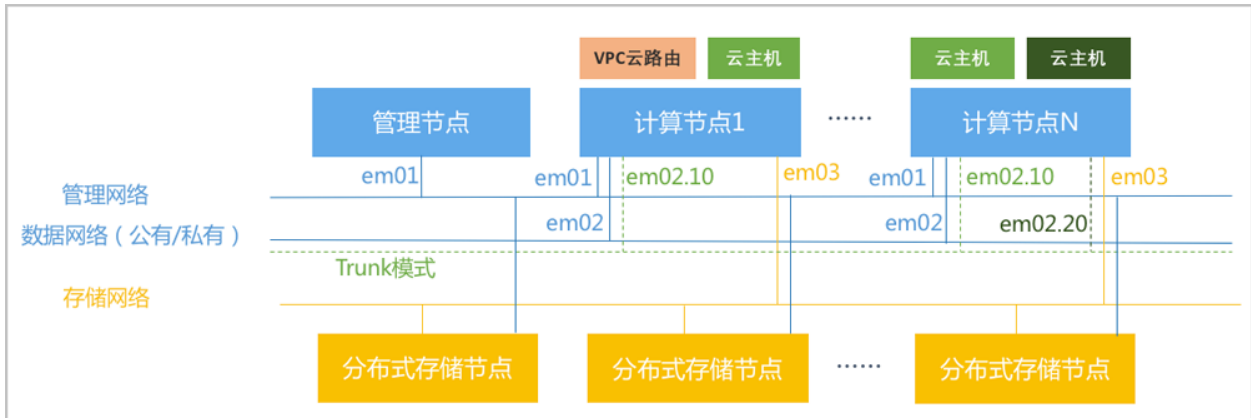 VPC云路由 云主机 云主机 云主机
管理节点 计算节点1 …… 计算节点N
em01 em01 em02.10 em03 em01 em02.10 em03
管理网络
em02 em02 em02.20
数据网络（公有/私有）
Trunk模式
存储网络
分布式存储节点 分布式存储节点 …… 分布式存储节点